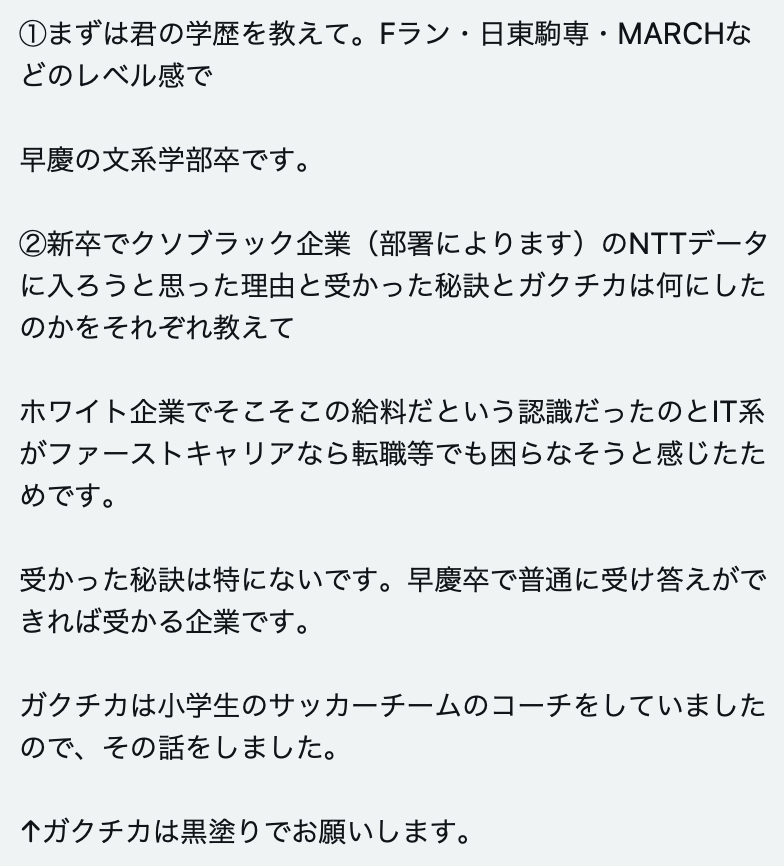 ①まずは君の学歴を教えて。Fラン・日東駒専・MARCHな
どのレベル感で
早慶の文系学部卒です。
②新卒でクソブラック企業（部署によります）のNTTデータ
に入ろうと思った理由と受かった秘訣とガクチカは何にした
のかをそれぞれ教えて
ホワイト企業でそこそこの給料だという認識だったのとIT系
がファーストキャリアなら転職等でも困らなそうと感じたた
めです。
受かった秘訣は特にないです。早慶卒で普通に受け答えがで
きれば受かる企業です。
ガクチカは小学生のサッカーチームのコーチをしていました
ので、その話をしました。
↑ガクチカは黒塗りでお願いします。